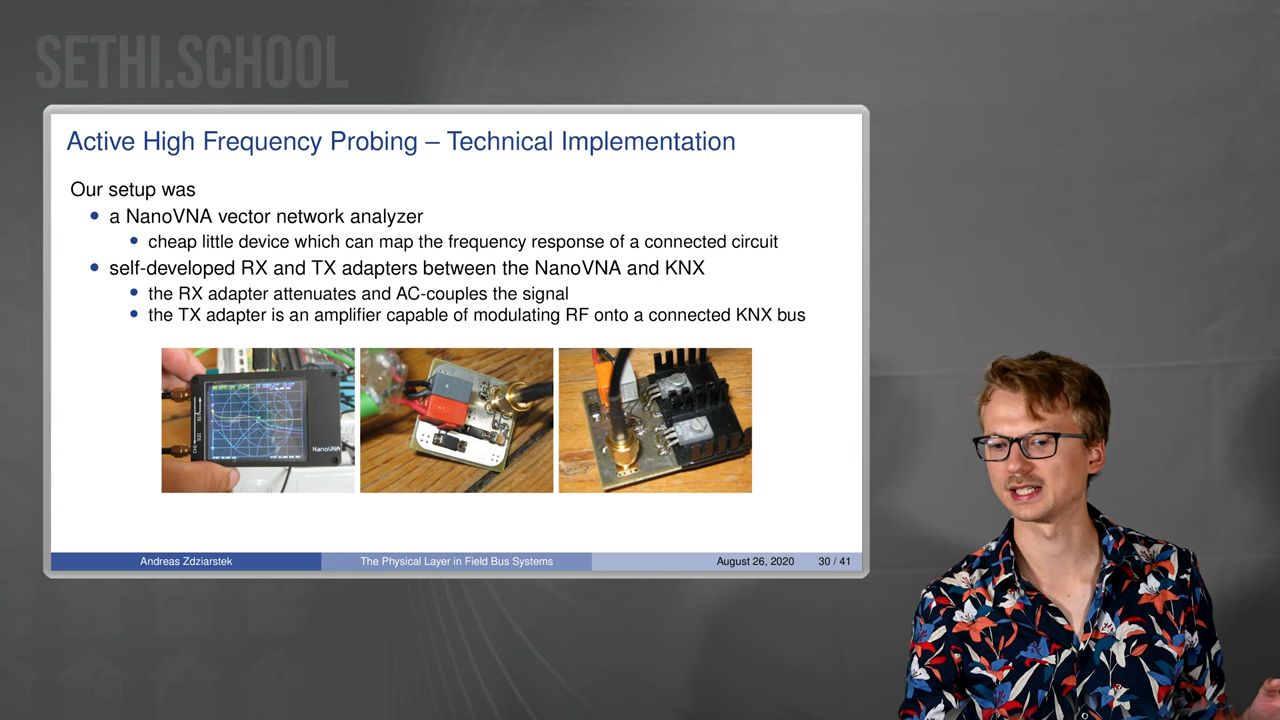 SETHI.SCHOOL
Active High Frequency Probing – Technical Implementation
Our setup was
• a NanoVNA vector network analyzer
• cheap little device which can map the frequency response of a connected circuit
• self-developed RX and TX adapters between the NanoVNA and KNX
• the RX adapter attenuates and AC-couples the signal
• the TX adapter is an amplifier capable of modulating RF onto a connected KNX bus
NanoVNA
Andreas Zdziarstek
The Physical Layer in Field Bus Systems
August 26, 2020
30 / 41